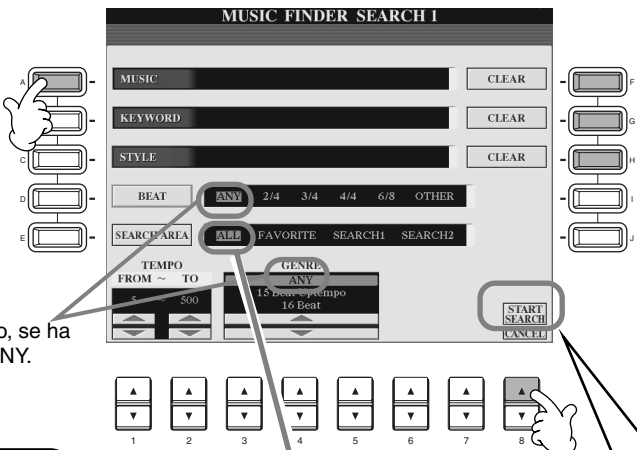 MUSIC FINDER SEARCH 1
A
MUSIC
CLEAR
F
KEYWORD
CLEAR
G
C
STYLE
CLEAR
H
D
BEAT
ANY 2/4 3/4 4/4 6/8 OTHER
I
E
SEARCH AREA
ALL FAVORITE SEARCH1 SEARCH2
J
TEMPO
FROM ~ TO
5 ~ 500
GENRE
ANY
15 Beat Uptempo
16 Beat
START
SEARCH
CANCEL
o, se ha
NY.
1 2 3 4 5 6 7 8